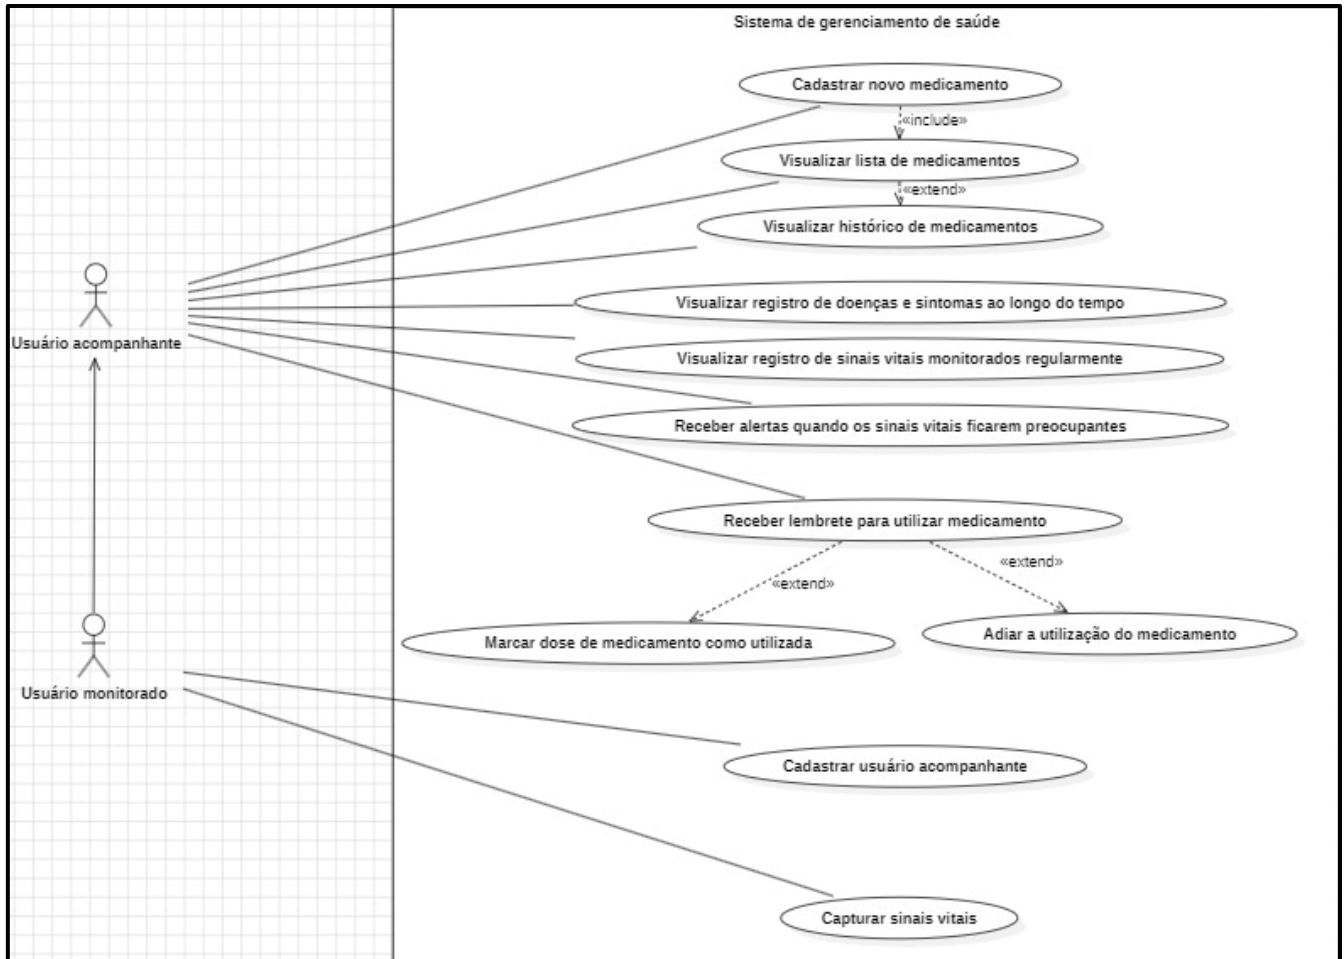 Sistema de gerenciamento de saúde
Cadastrar novo medicamento
«include»
Visualizar lista de medicamentos
«extend»
Visualizar histórico de medicamentos
Visualizar registro de doenças e sintomas ao longo do tempo
Usuário acompanhante
Visualizar registro de sinais vitais monitorados regularmente
Receber alertas quando os sinais vitais ficarem preocupantes
Receber lembrete para utilizar medicamento
«extend»
«extend»
Marcar dose de medicamento como utilizada
Adiar a utilização do medicamento
Usuário monitorado
Cadastrar usuário acompanhante
Capturar sinais vitais